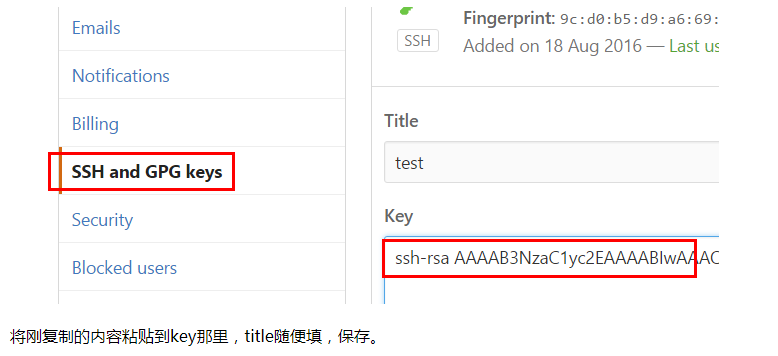 Emails
Notifications
Billing
SSH and GPG keys
Security
Blocked users
Fingerprint: 9c:d0:b5:d9:a6:69:
SSH
Added on 18 Aug 2016 — Last us
Title
test
Key
ssh-rsa AAAAB3NzaC1yc2EAAAABIwAAAC
将刚复制的内容粘贴到key那里，title随便填，保存。